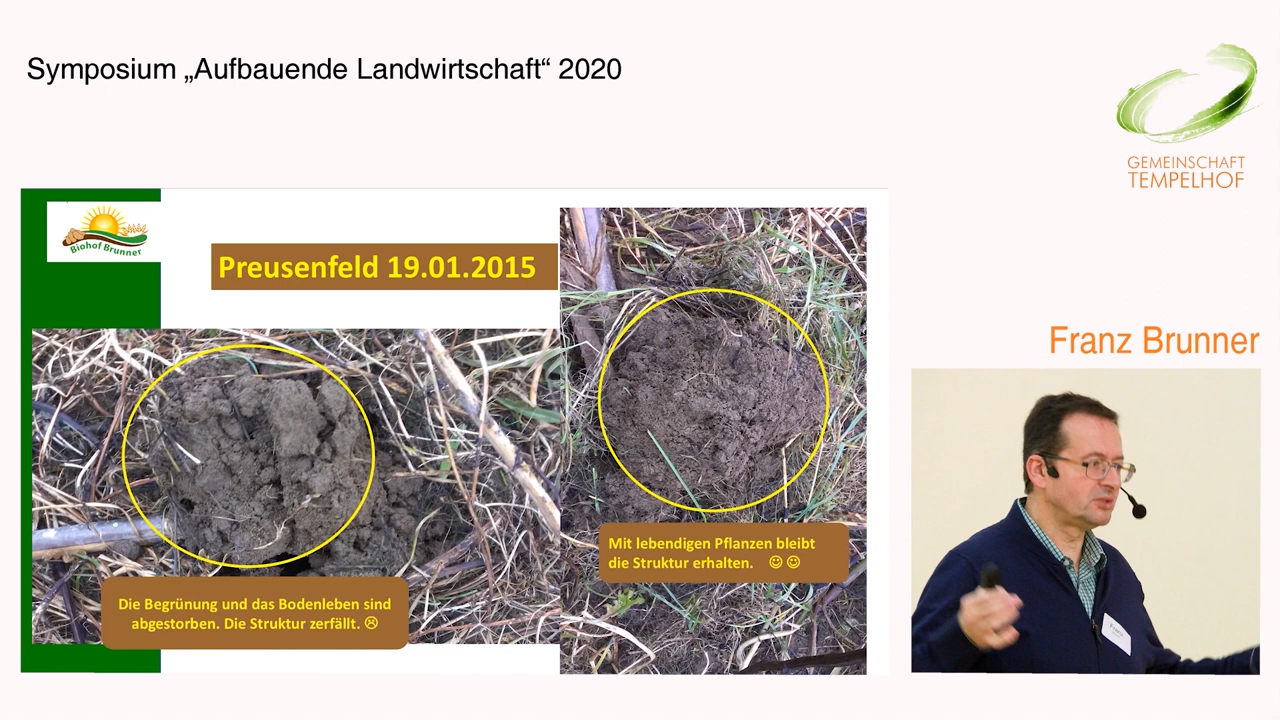 Symposium „Aufbauende Landwirtschaft“ 2020
GEMEINSCHAFT
TEMPELHOF
Biohof Brunner
Preusenfeld 19.01.2015
Franz Brunner
Mit lebendigen Pflanzen bleibt
die Struktur erhalten. ☺ ☺
Die Begrünung und das Bodenleben sind
abgestorben. Die Struktur zerfällt. ☹